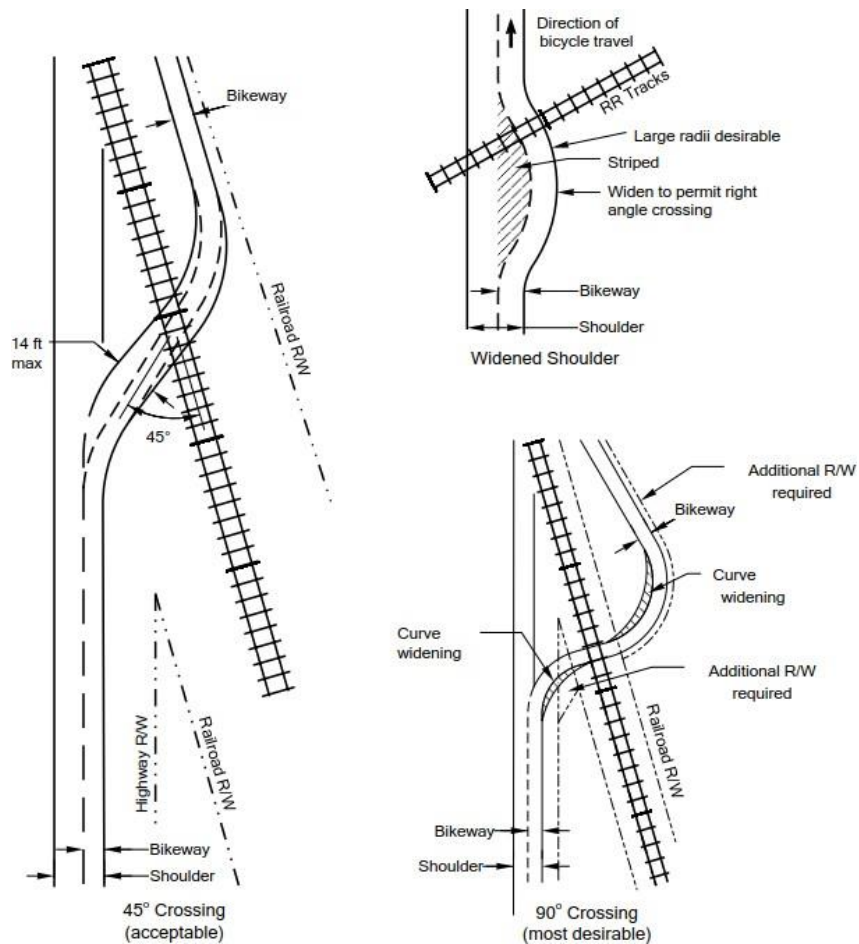 Bikeway
Railroad R/W
14 ft
max
45°
Highway R/W
Railroad R/W
Bikeway
Shoulder
45° Crossing
(acceptable)
Direction of
bicycle travel
RR Tracks
Large radii desirable
Striped
Widen to permit right
angle crossing
Bikeway
Shoulder
Widened Shoulder
Additional R/W
required
Bikeway
Curve
widening
Curve
widening
Additional R/W
required
Railroad R/W
Bikeway
Shoulder
90° Crossing
(most desirable)